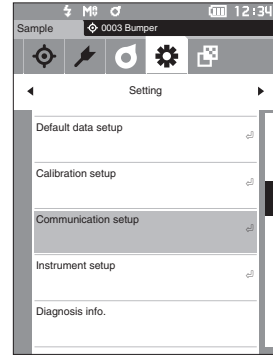 12:34
Sample 0003 Bumper
Setting
Default data setup
Calibration setup
Communication setup
Instrument setup
Diagnosis info.